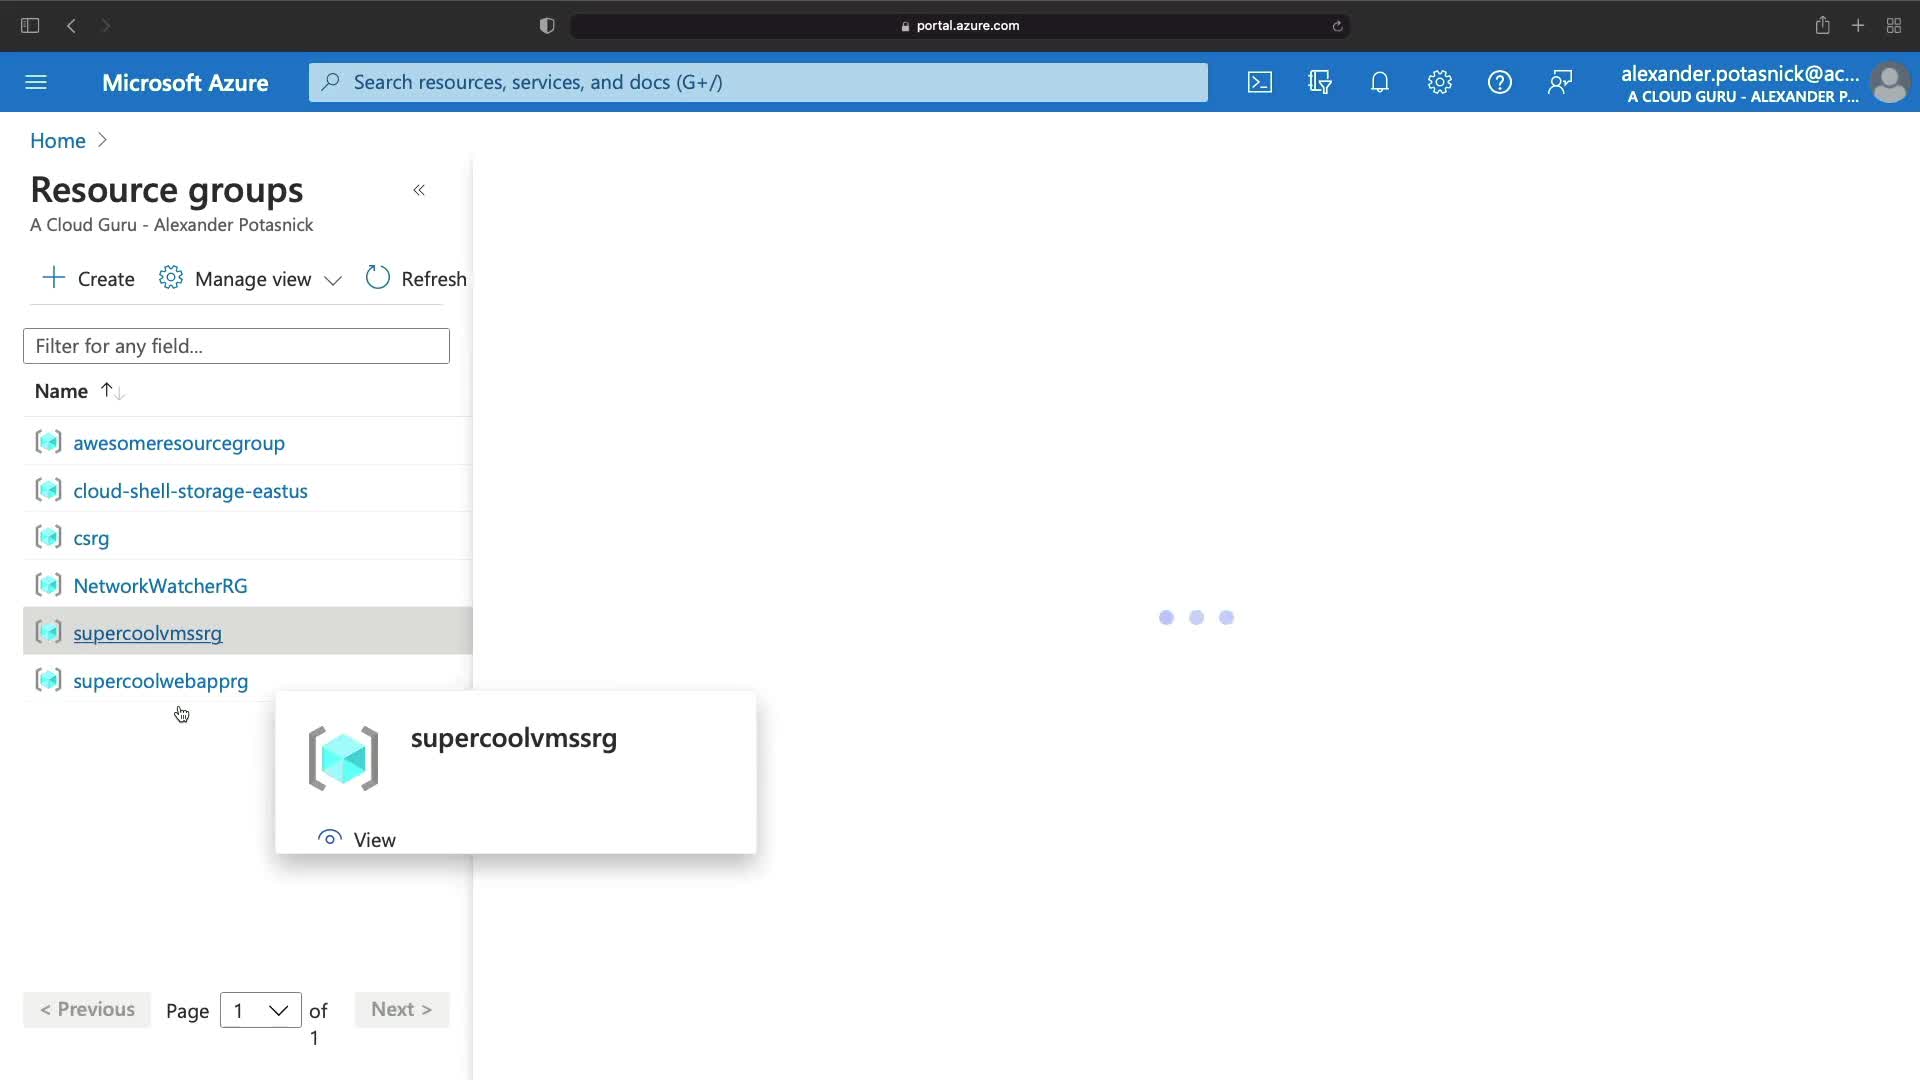 portal.azure.com
Microsoft Azure
Search resources, services, and docs (G+/)
alexander.potasnick@ac...
A CLOUD GURU - ALEXANDER P...
Home
Resource groups
A Cloud Guru - Alexander Potasnick
Create
Manage view
Refresh
Filter for any field...
Name
awesomeresourcegroup
cloud-shell-storage-eastus
csrg
NetworkWatcherRG
supercoolvmssrg
supercoolwebapprg
supercoolvmssrg
View
< Previous
Page
1
of
1
Next >